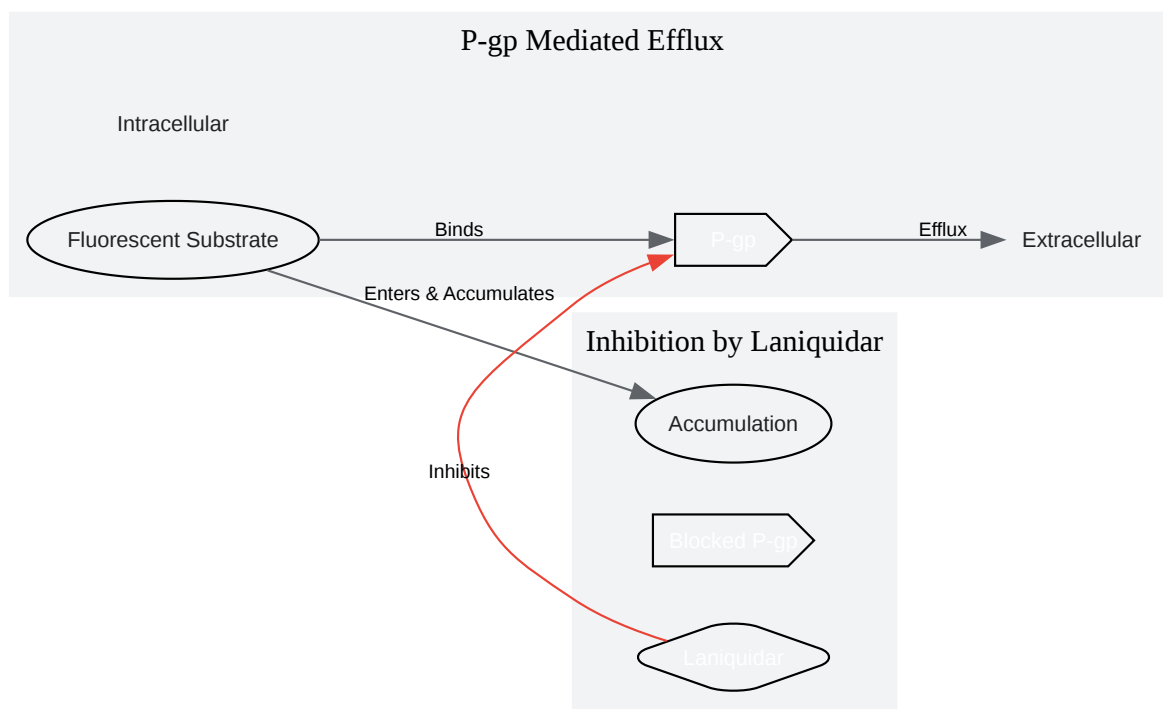 P-gp Mediated Efflux
Intracellular
Fluorescent Substrate
Binds
P-gp
Efflux
Extracellular
Enters & Accumulates
Inhibition by Laniquidar
Accumulation
Inhibits
Blocked P-gp
Laniquidar